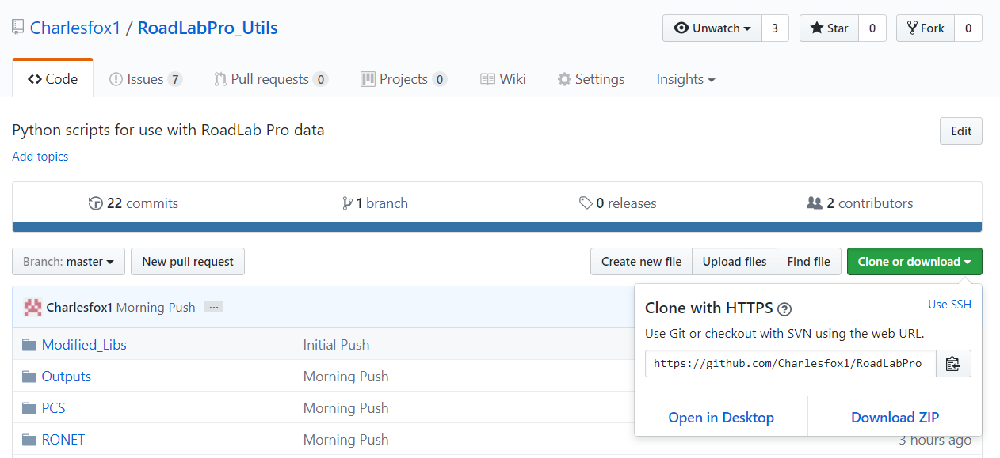 Charlesfox1 / RoadLabPro_Utils
Unwatch 3 Star 0 Fork 0
Code Issues 7 Pull requests 0 Projects 0 Wiki Settings Insights
Python scripts for use with RoadLab Pro data
Edit
Add topics
22 commits 1 branch 0 releases 2 contributors
Branch: master New pull request Create new file Upload files Find file Clone or download
Charlesfox1 Morning Push ...
Modified_Libs Initial Push
Outputs Morning Push
PCS Morning Push
RONET Morning Push
3 hours ago
Clone with HTTPS ? Use SSH
Use Git or checkout with SVN using the web URL.
https://github.com/Charlesfox1/RoadLabPro_
Open in Desktop Download ZIP